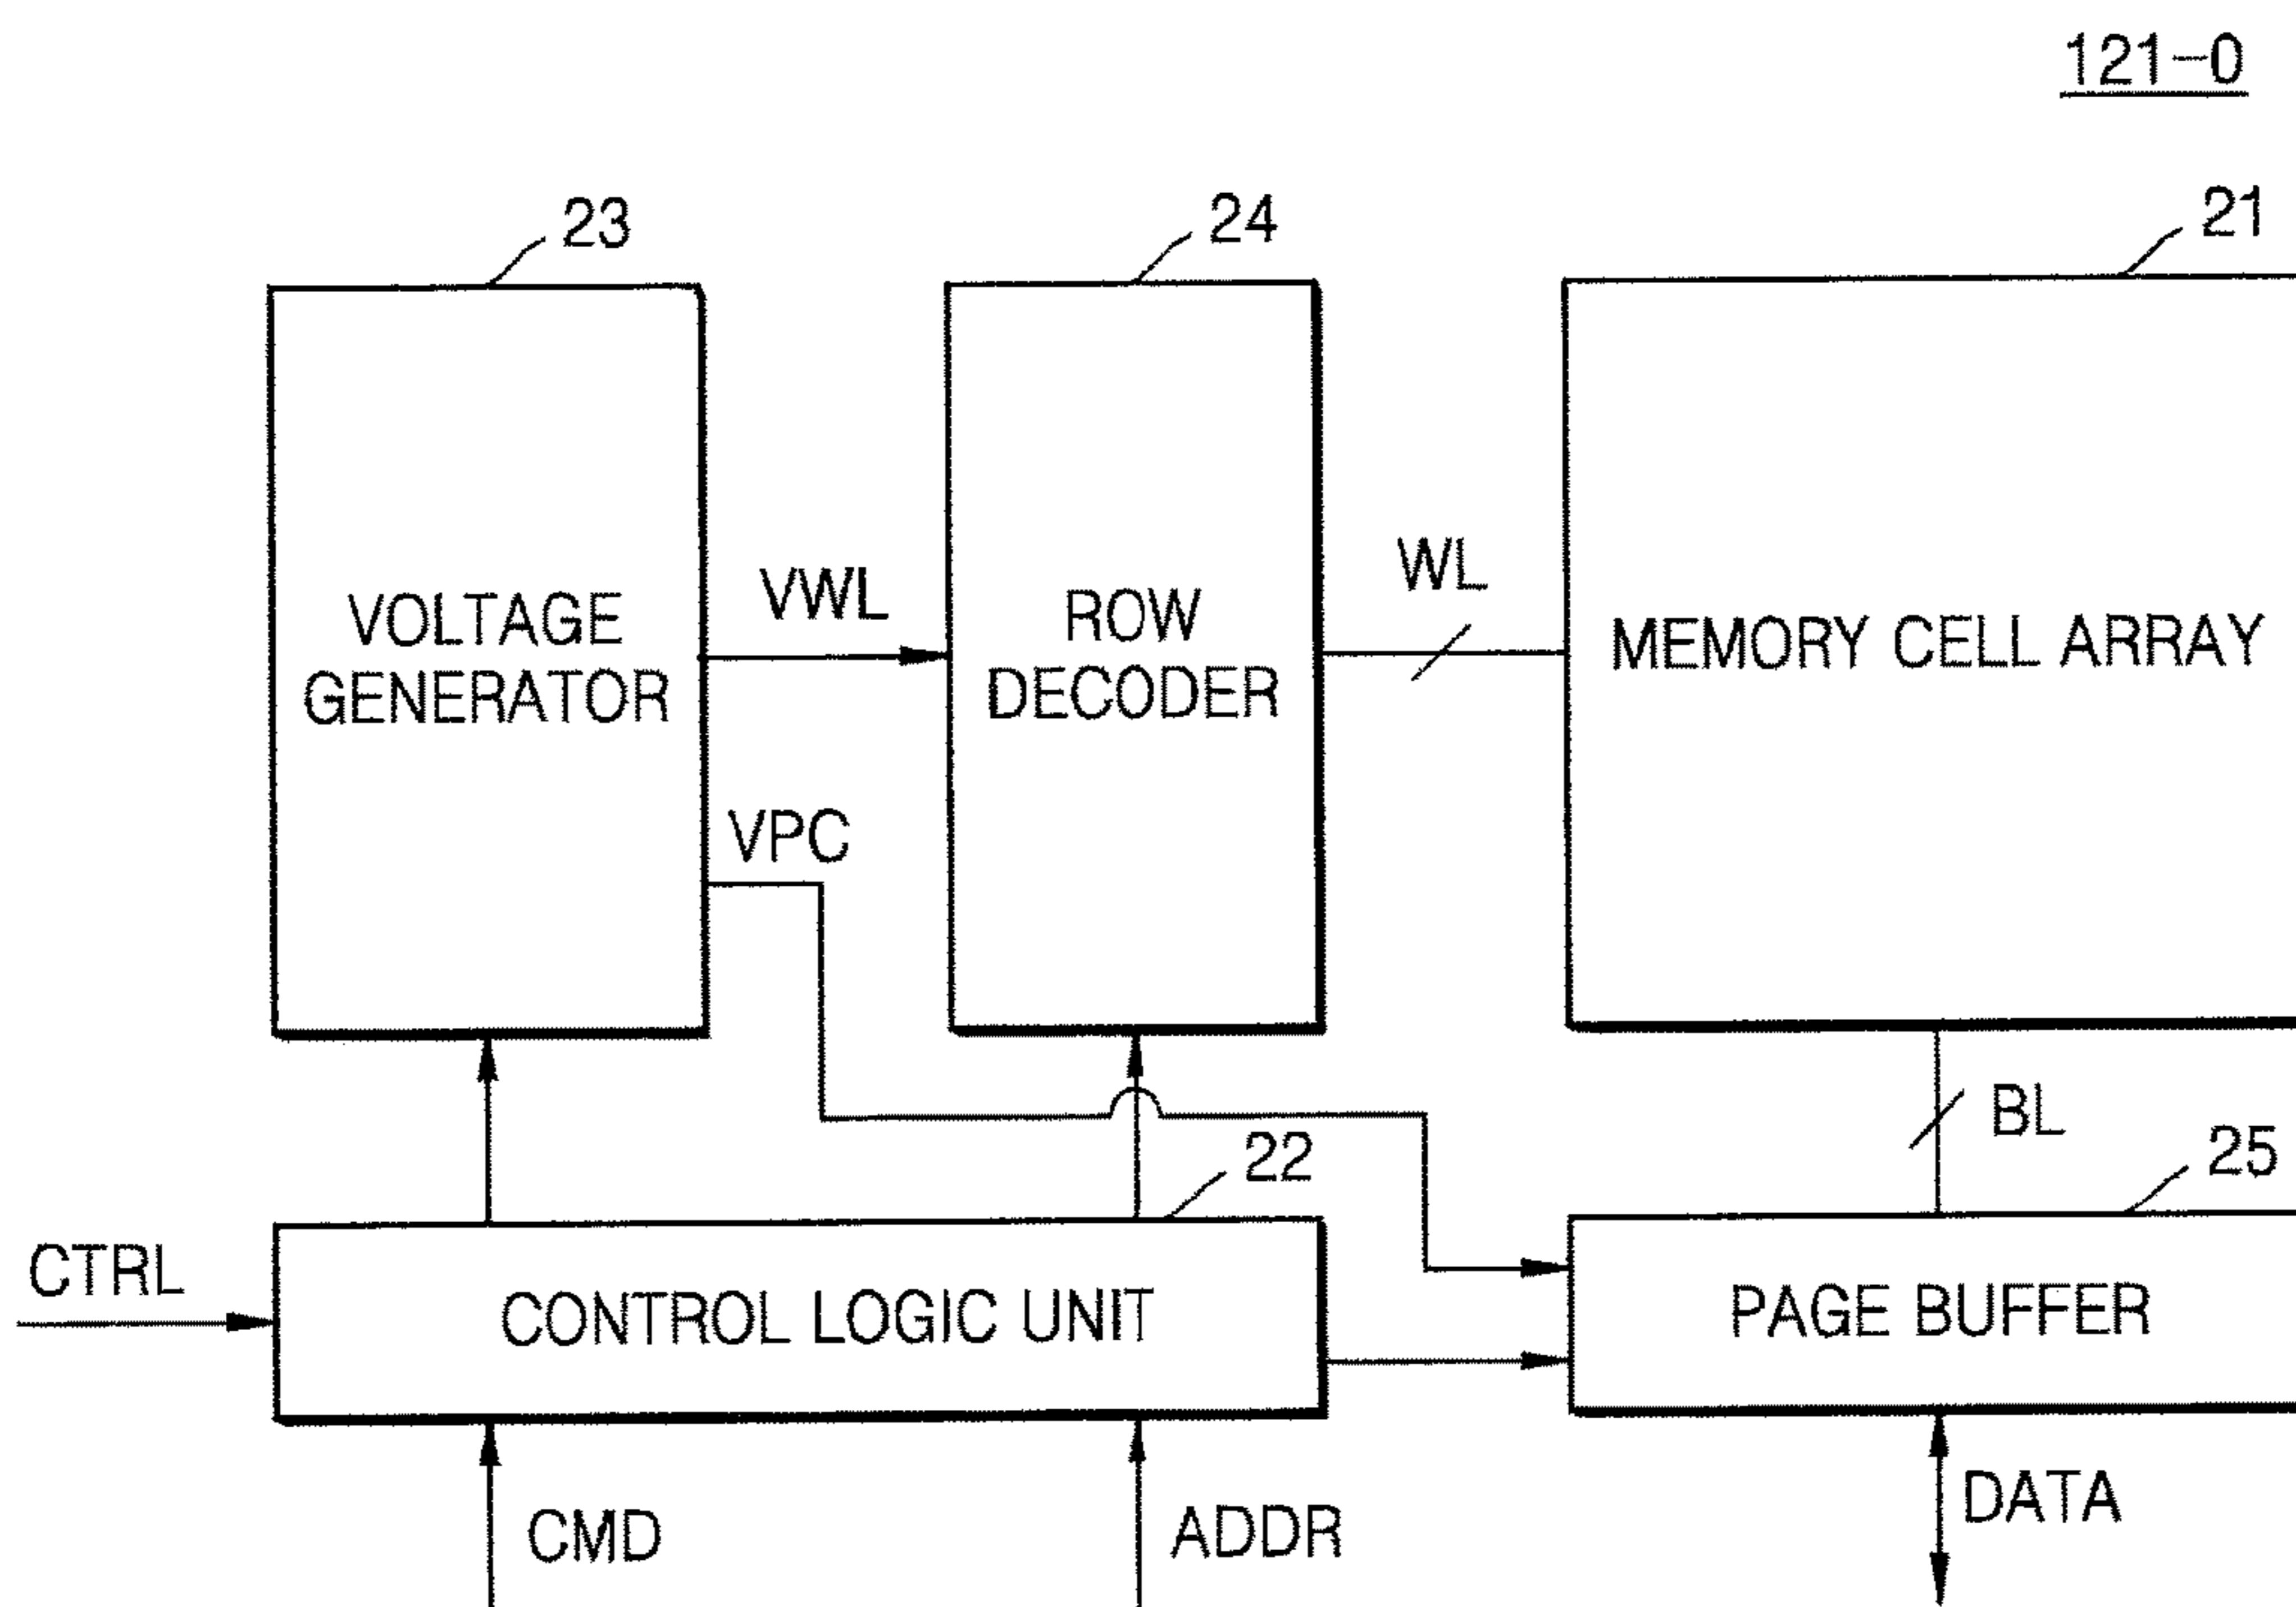 121-0
23
24
21
VOLTAGE
GENERATOR
VWL
ROW
DECODER
WL
MEMORY CELL ARRAY
VPC
BL
22
25
CTRL
CONTROL LOGIC UNIT
PAGE BUFFER
CMD
ADDR
DATA